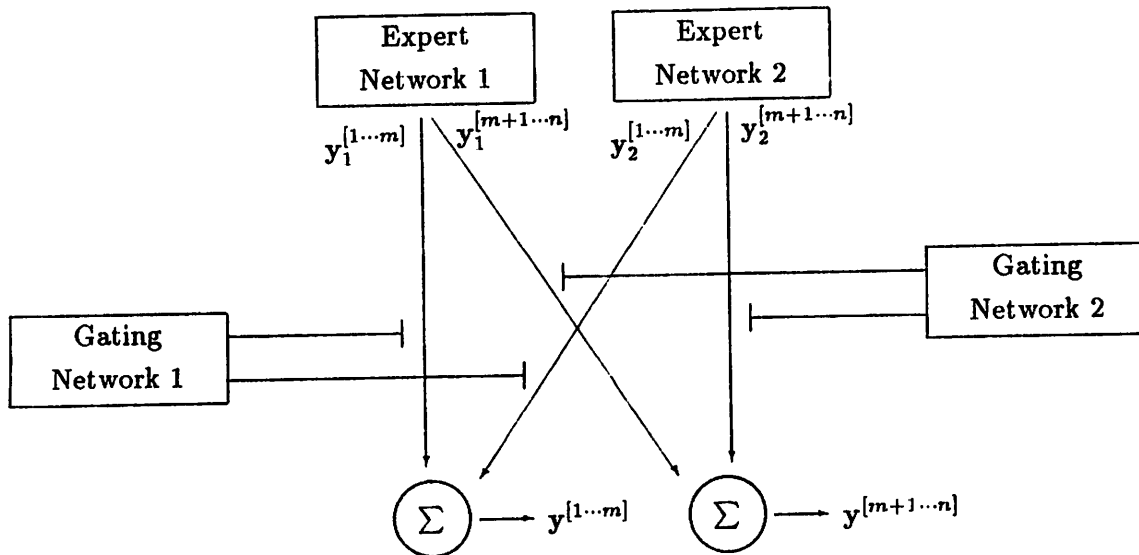 Expert
Network 1
Expert
Network 2
y_1^{[1···m]}
y_1^{[m+1···n]}
y_2^{[1···m]}
y_2^{[m+1···n]}
Gating
Network 2
Gating
Network 1
Σ
y^{[1···m]}
Σ
y^{[m+1···n]}